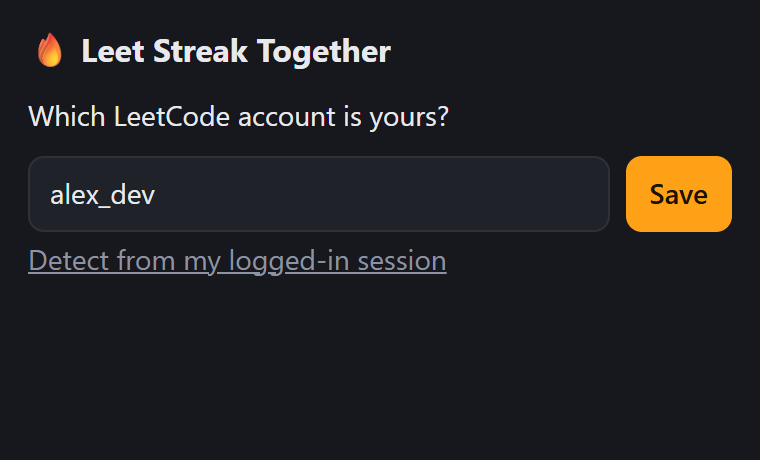 Leet Streak Together
Which LeetCode account is yours?
alex_dev
Save
Detect from my logged-in session